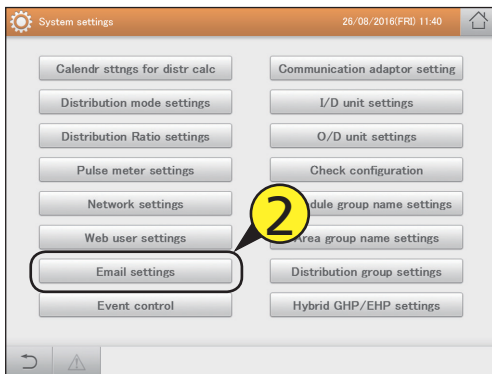 System settings
26/08/2016(FRI) 11:40
Calendr sttngs for distr calc
Communication adaptor setting
Distribution mode settings
I/D unit settings
Distribution Ratio settings
O/D unit settings
Pulse meter settings
Check configuration
Network settings
dule group name settings
2
Web user settings
Area group name settings
Email settings
Distribution group settings
Event control
Hybrid GHP/EHP settings